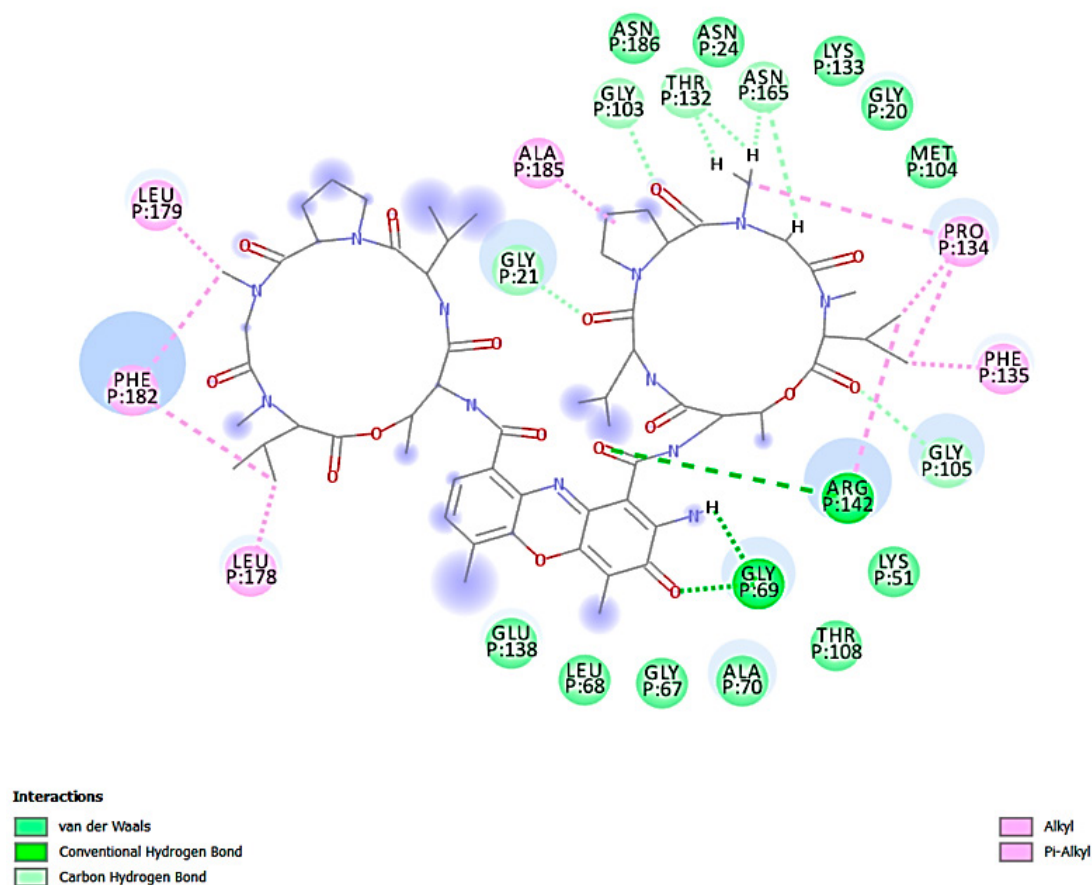 ASN
P:186
ASN
P:24
LYS
P:133
GLY
P:103
THR
P:132
ASN
P:165
GLY
P:20
H
H
MET
P:104
ALA
P:185
LEU
P:179
O
O
N
O
N
H
PRO
P:134
O
N
GLY
P:21
N
O
N
N
O
O
N
PHE
P:182
O
N
O
O
N
O
N
O
O
O
PHE
P:135
N
O
N
O
GLY
P:105
ARG
P:142
N
N
H
LEU
P:178
O
O
GLY
P:69
LYS
P:51
GLU
P:138
LEU
P:68
GLY
P:67
ALA
P:70
THR
P:108
Interactions
van der Waals
Conventional Hydrogen Bond
Carbon Hydrogen Bond
Alkyl
Pi-Alkyl